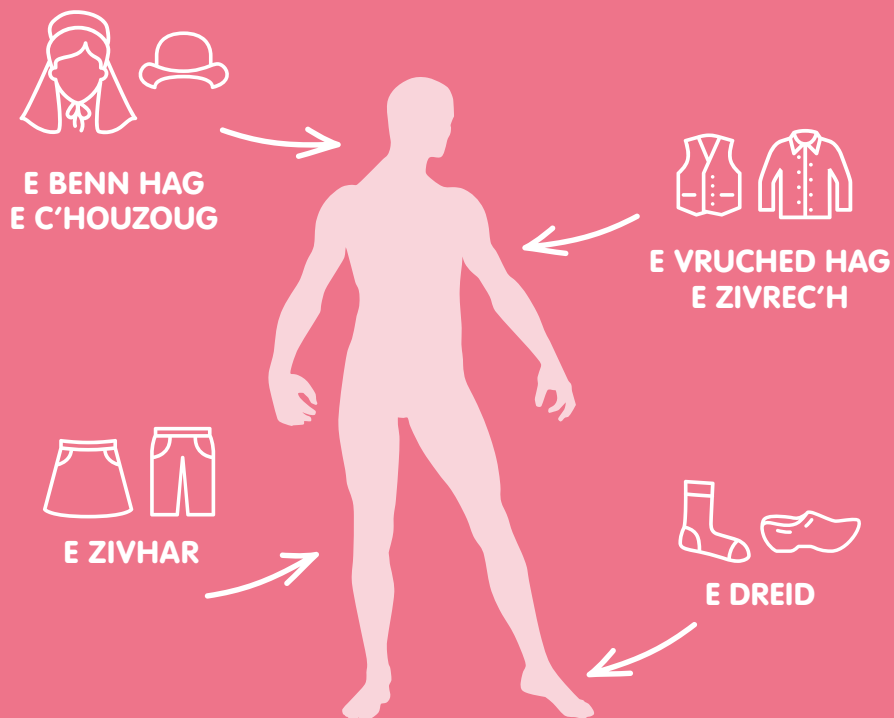 E BENN HAG
E C'HOUZOUG
E VRUCHED HAG
E ZIVREC'H
E ZIVHAR
E DREID